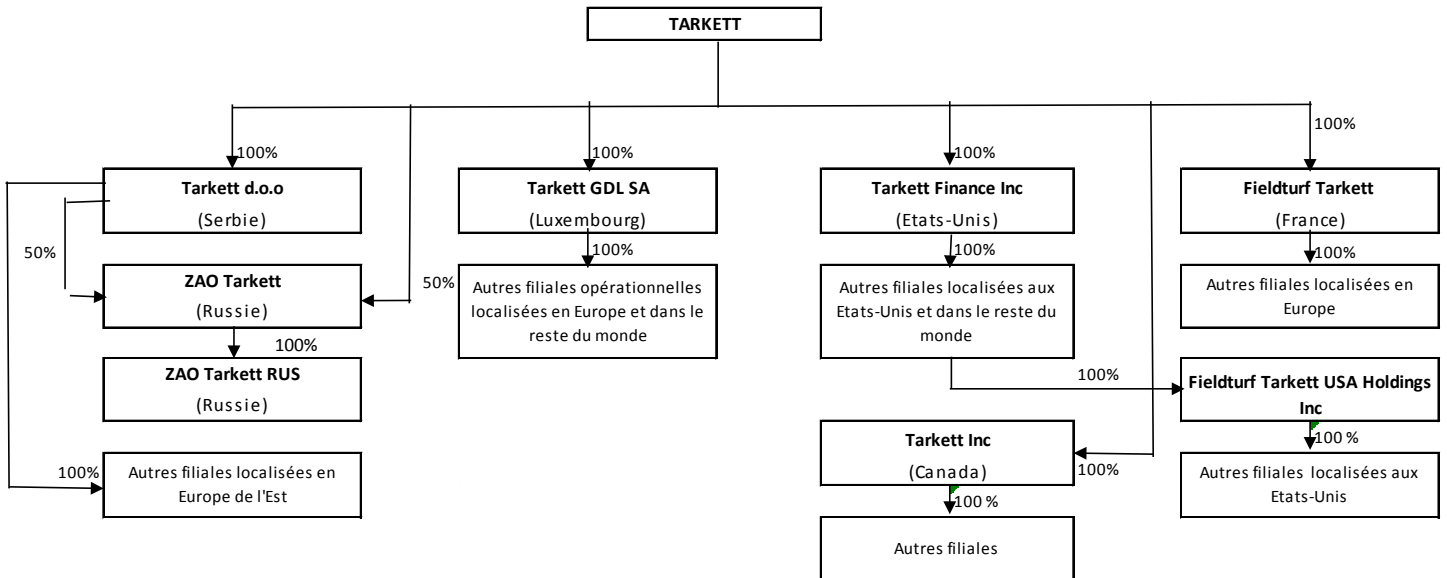 TARKETT
100%
100%
100%
100%
Tarkett d.o.o
(Serbie)
Tarkett GDL SA
(Luxembourg)
Tarkett Finance Inc
(Etats-Unis)
Fieldturf Tarkett
(France)
50%
100%
100%
100%
ZAO Tarkett
(Russie)
50%
Autres filiales opérationnelles
localisées en Europe et dans le
reste du monde
Autres filiales localisées aux
Etats-Unis et dans le reste du
monde
Autres filiales localisées en
Europe
100%
ZAO Tarkett RUS
(Russie)
100%
Fieldturf Tarkett USA Holdings
Inc
Tarkett Inc
(Canada)
100%
100 %
100%
Autres filiales localisées en
Europe de l'Est
Autres filiales localisées aux
Etats-Unis
100 %
Autres filiales